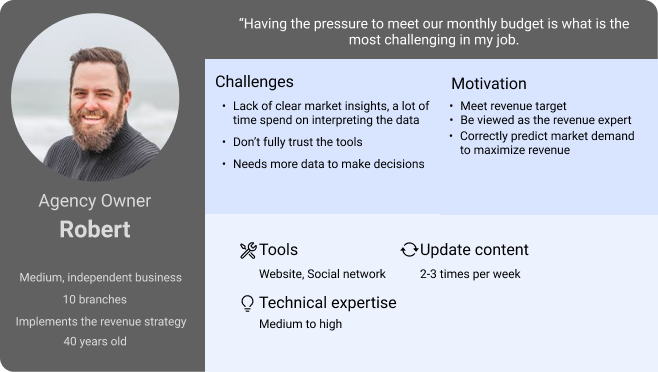 “Having the pressure to meet our monthly budget is what is the
most challenging in my job.
Agency Owner
Robert
Medium, independent business
10 branches
Implements the revenue strategy
40 years old
Challenges
• Lack of clear market insights, a lot of
time spend on interpreting the data
• Don’t fully trust the tools
• Needs more data to make decisions
Motivation
• Meet revenue target
• Be viewed as the revenue expert
• Correctly predict market demand
to maximize revenue
Tools
Website, Social network
Update content
2-3 times per week
Technical expertise
Medium to high